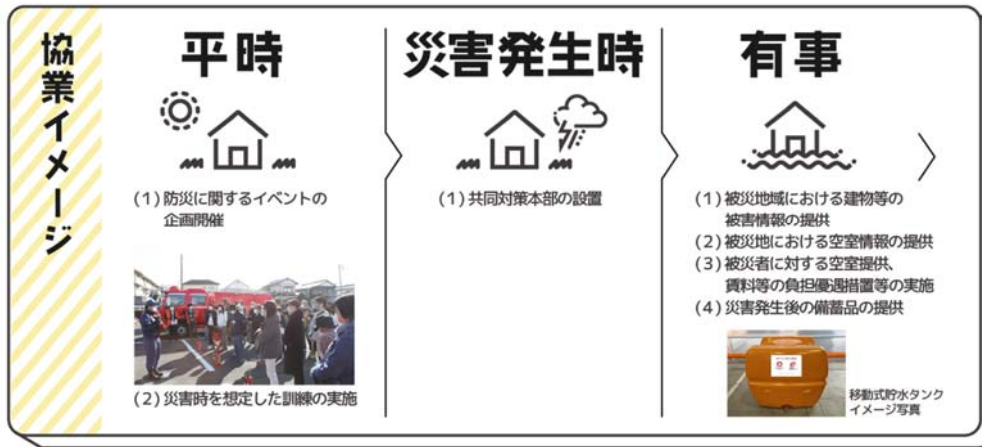 協業イメージ
平時
(1)防災に関するイベントの
企画開催
(2)災害時を想定した訓練の実施
災害発生時
(1)共同対策本部の設置
有事
(1)被災地域における建物等の
被害情報の提供
(2)被災地における空室情報の提供
(3)被災者に対する空室提供、
賃料等の負担優遇措置等の実施
(4)災害発生後の備蓄品の提供
移動式貯水タンク
イメージ写真